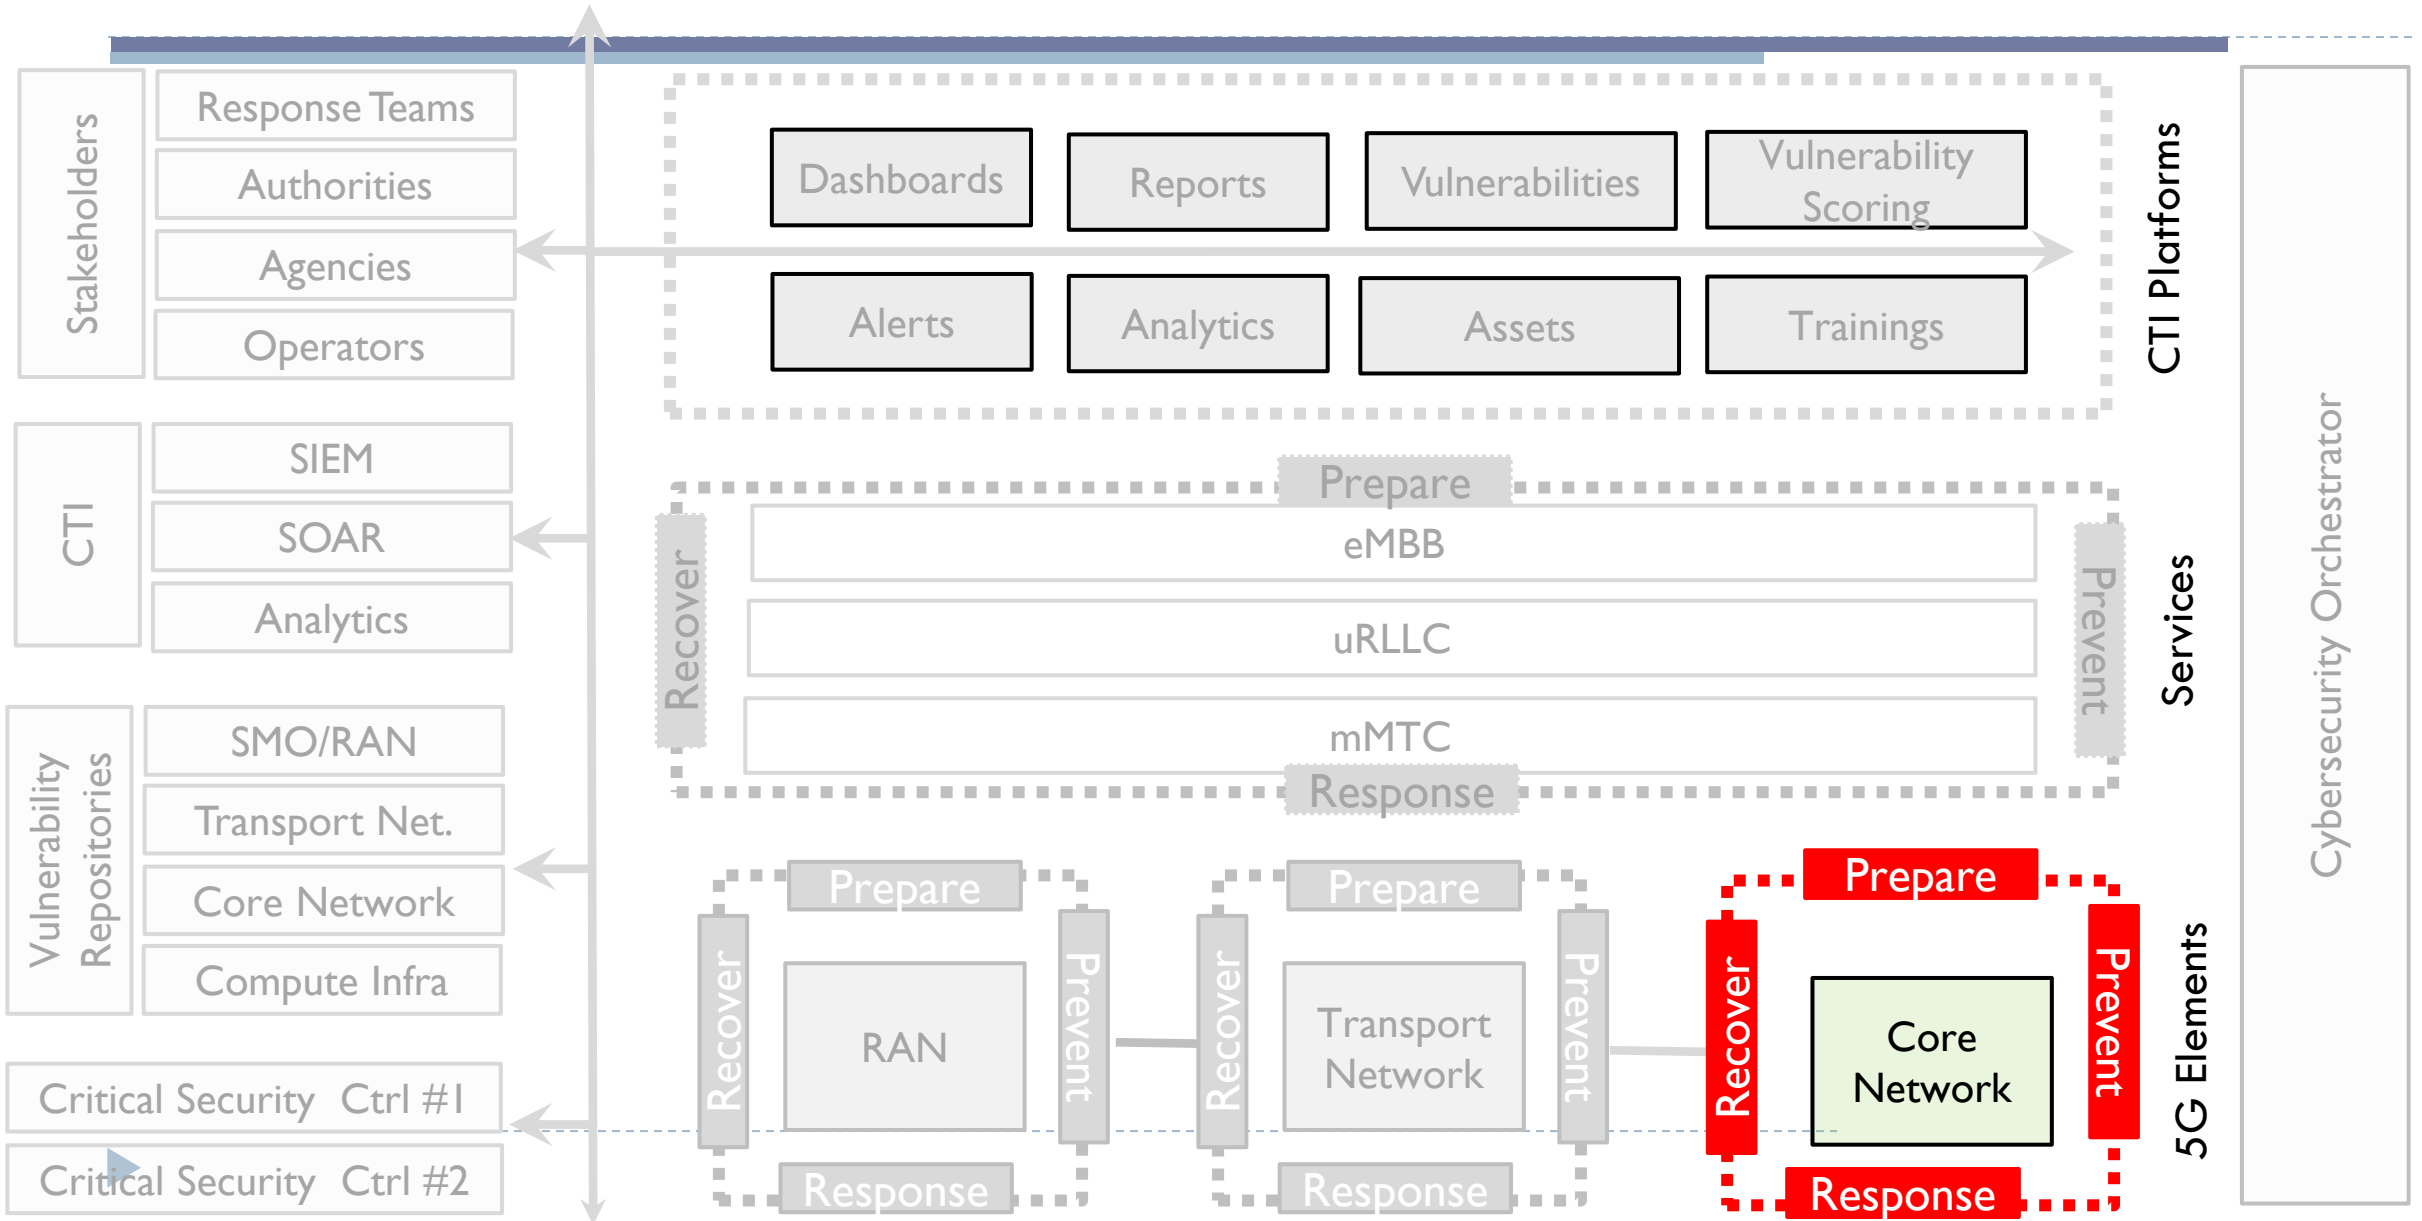 Stakeholders
Response Teams
Authorities
Agencies
Operators
CTI
SIEM
SOAR
Analytics
Vulnerability
Repositories
SMO/RAN
Transport Net.
Core Network
Compute Infra
Critical Security Ctrl #1
Critical Security Ctrl #2
Dashboards
Reports
Vulnerabilities
Vulnerability
Scoring
Alerts
Analytics
Assets
Trainings
CTI Platforms
Prepare
Recover
eMBB
uRLLC
mMTC
Prevent
Response
Services
Prepare
Recover
RAN
Prevent
Response
Prepare
Recover
Transport
Network
Prevent
Response
Prepare
Recover
Core
Network
Prevent
Response
5G Elements
Cybersecurity Orchestrator